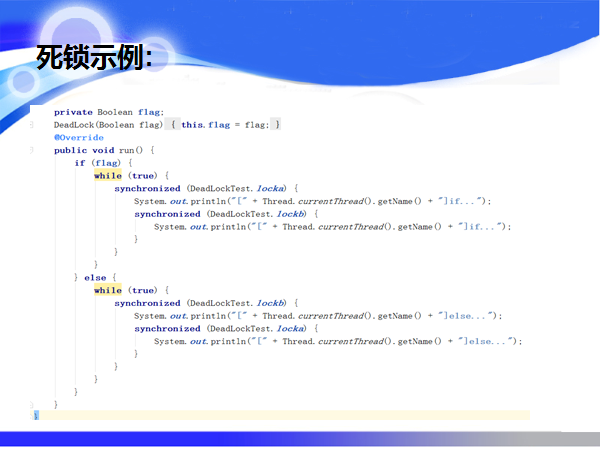 死锁示例：
private Boolean flag;
DeadLock(Boolean flag) { this.flag = flag; }
@Override
public void run() {
if (flag) {
while (true) {
synchronized (DeadLockTest.locka) {
System.out.println("[" + Thread.currentThread().getName() + "]if...");
synchronized (DeadLockTest.lockb) {
System.out.println("[" + Thread.currentThread().getName() + "]if...");
}
}
}
} else {
while (true) {
synchronized (DeadLockTest.lockb) {
System.out.println("[" + Thread.currentThread().getName() + "]else...");
synchronized (DeadLockTest.locka) {
System.out.println("[" + Thread.currentThread().getName() + "]else...");
}
}
}
}
}
}